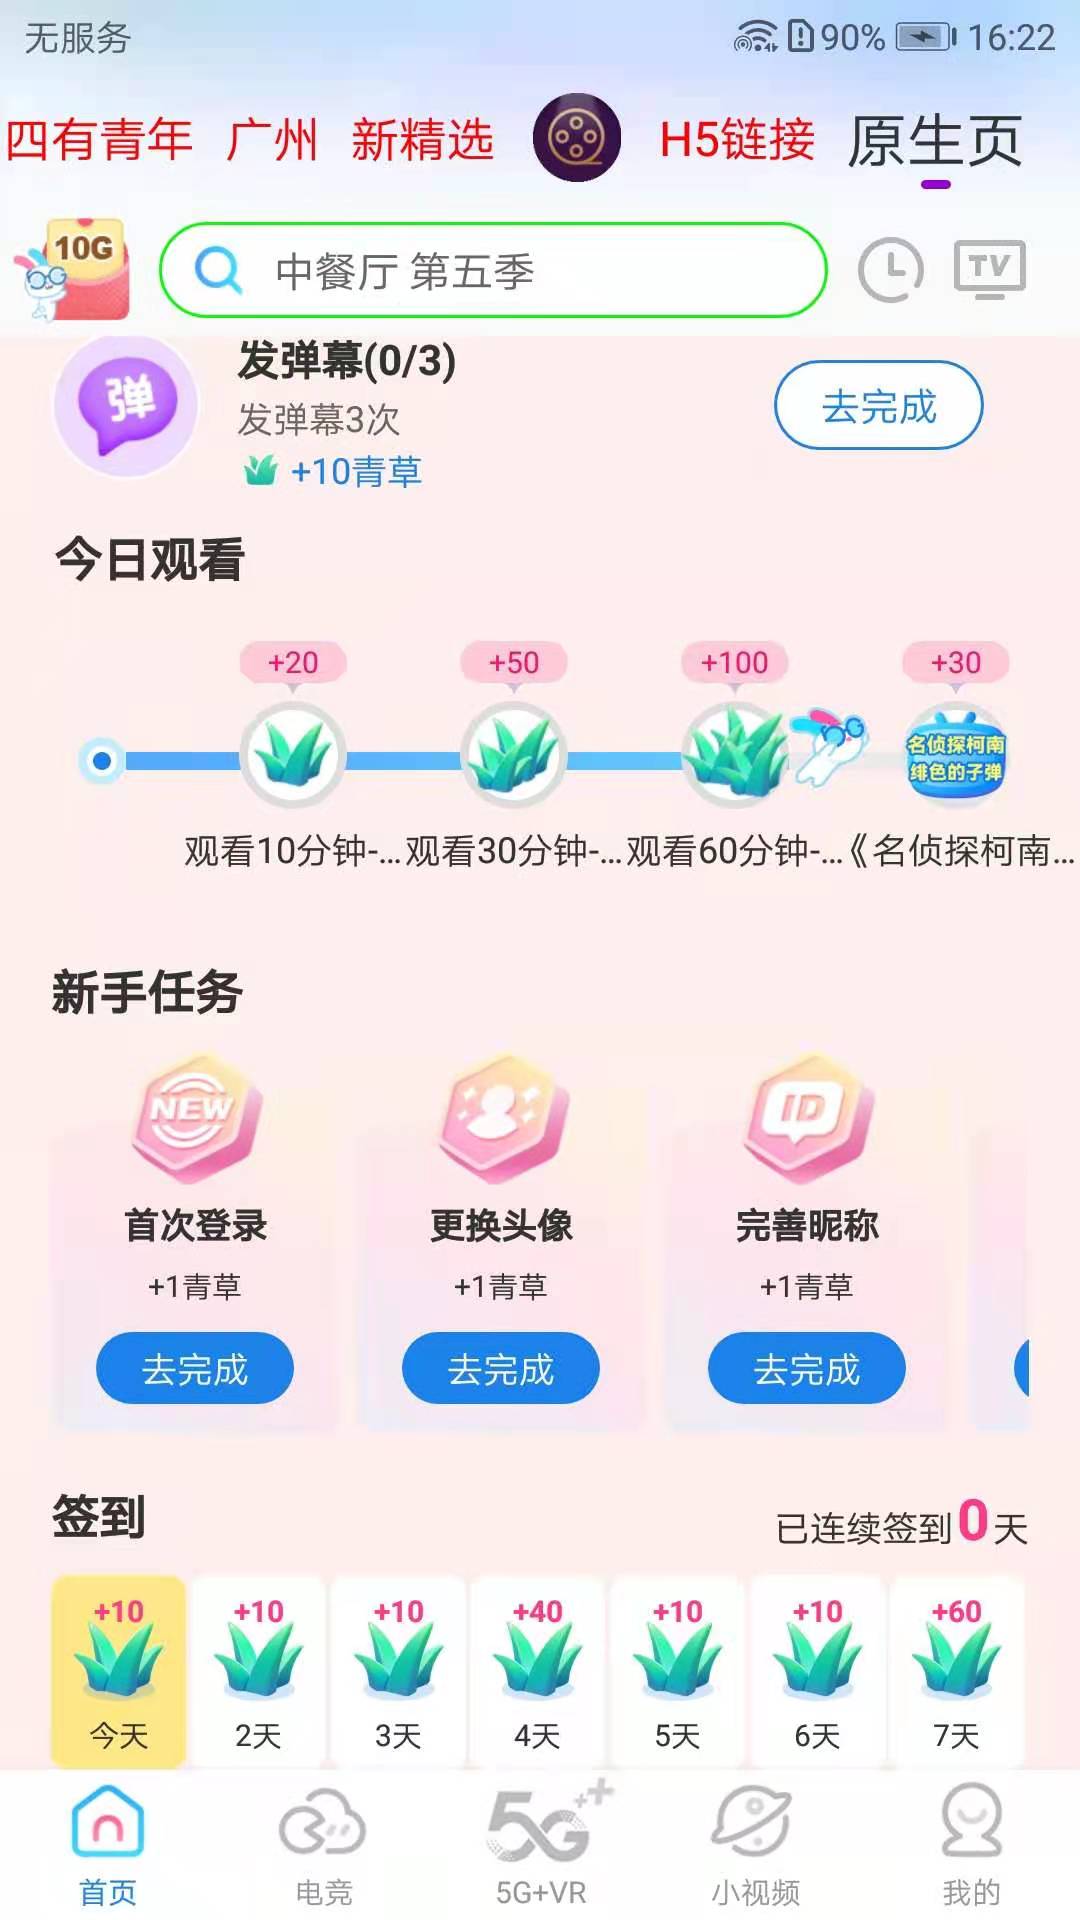 无服务 90% 16:22
四有青年 广州 新精选 H5链接 原生页
10G 中餐厅 第五季 TV
弹 发弹幕(0/3)
发弹幕3次 去完成
+10青草
今日观看
+20 +50 +100 +30
名侦探柯南
绯色的子弹
观看10分钟-... 观看30分钟-... 观看60分钟-... 《名侦探柯南...
新手任务
NEW ID
首次登录 更换头像 完善昵称
+1青草 +1青草 +1青草
去完成 去完成 去完成
签到 已连续签到0天
+10 +10 +10 +40 +10 +10 +60
今天 2天 3天 4天 5天 6天 7天
5G++
首页 电竞 5G+VR 小视频 我的